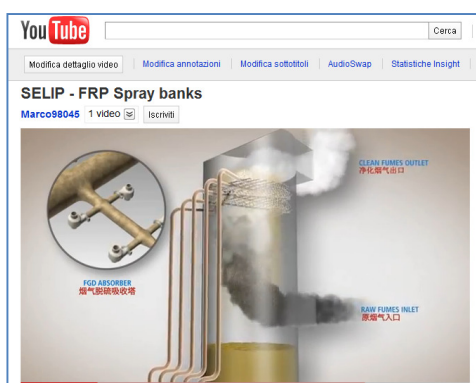 YouTube Cerca
Modifica dettaglio video Modifica annotazioni Modifica sottotitoli AudioSwap Statistiche Insight
SELIP - FRP Spray banks
Marco98045 1 video Iscriviti
CLEAN FUMES OUTLET
净化烟气出口
FGD ABSORBER
烟气脱硫吸收塔
RAW FUMES INLET
原烟气入口